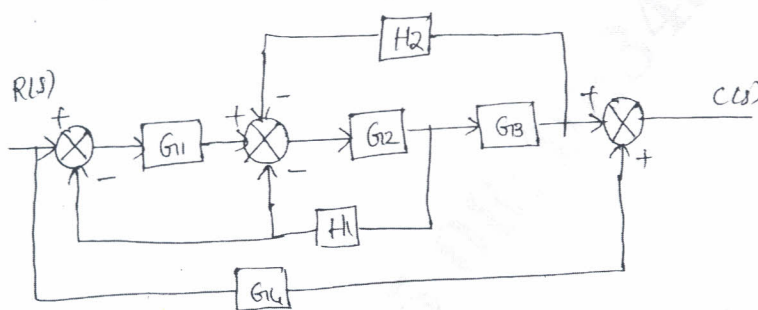 H2
R(s)
C(s)
+
-
+
-
-
+
+
G1
G2
G3
H1
G4